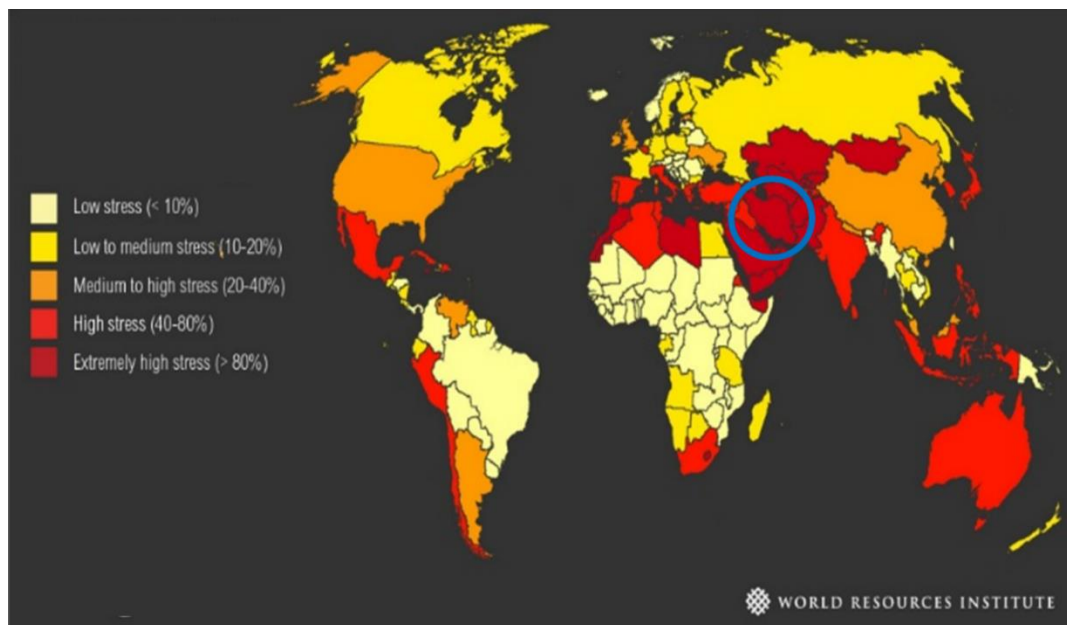 Low stress (< 10%)
Low to medium stress (10-20%)
Medium to high stress (20-40%)
High stress (40-80%)
Extremely high stress (> 80%)
WORLD RESOURCES INSTITUTE